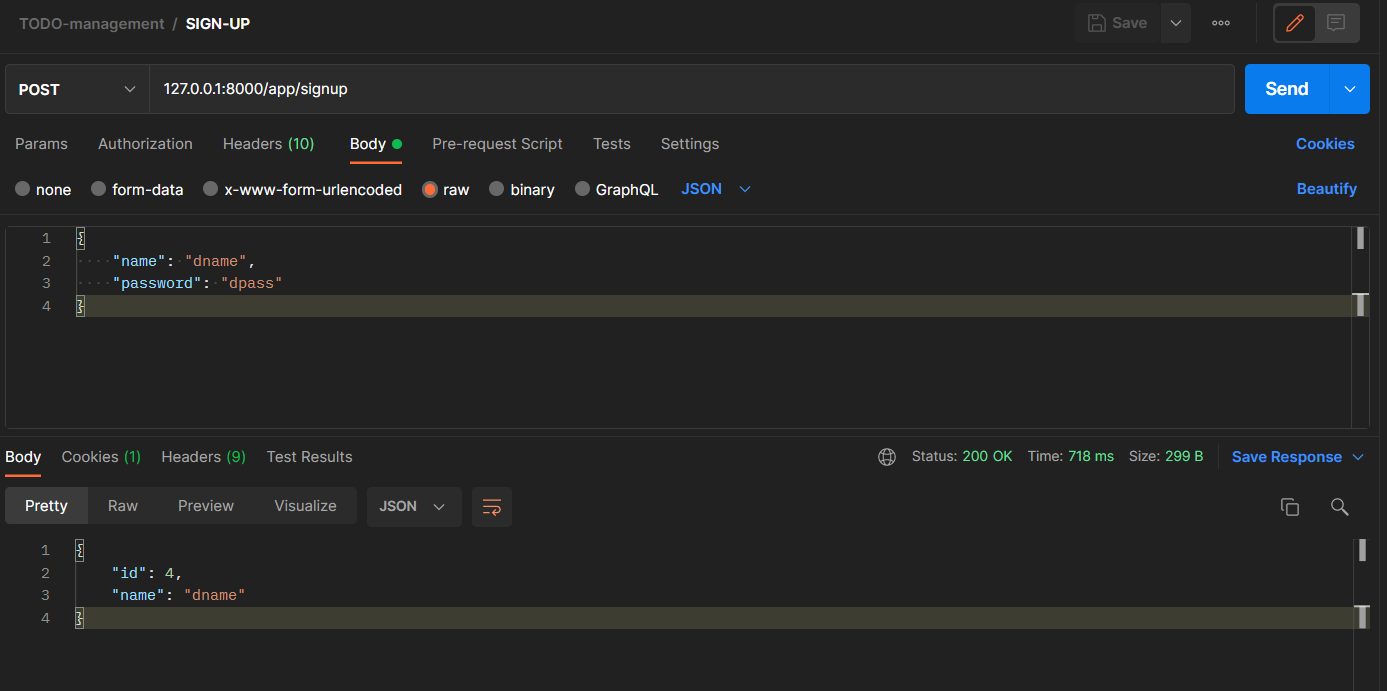 TODO-management / SIGN-UP Save ooo
POST 127.0.0.1:8000/app/signup Send
Params Authorization Headers (10) Body Pre-request Script Tests Settings Cookies
none form-data x-www-form-urlencoded raw binary GraphQL JSON Beautify
1 {
2 ····"name":·"dname",
3 ····"password":·"dpass"
4 }
Body Cookies (1) Headers (9) Test Results Status: 200 OK Time: 718 ms Size: 299 B Save Response
Pretty Raw Preview Visualize JSON
1 {
2 "id": 4,
3 "name": "dname"
4 }